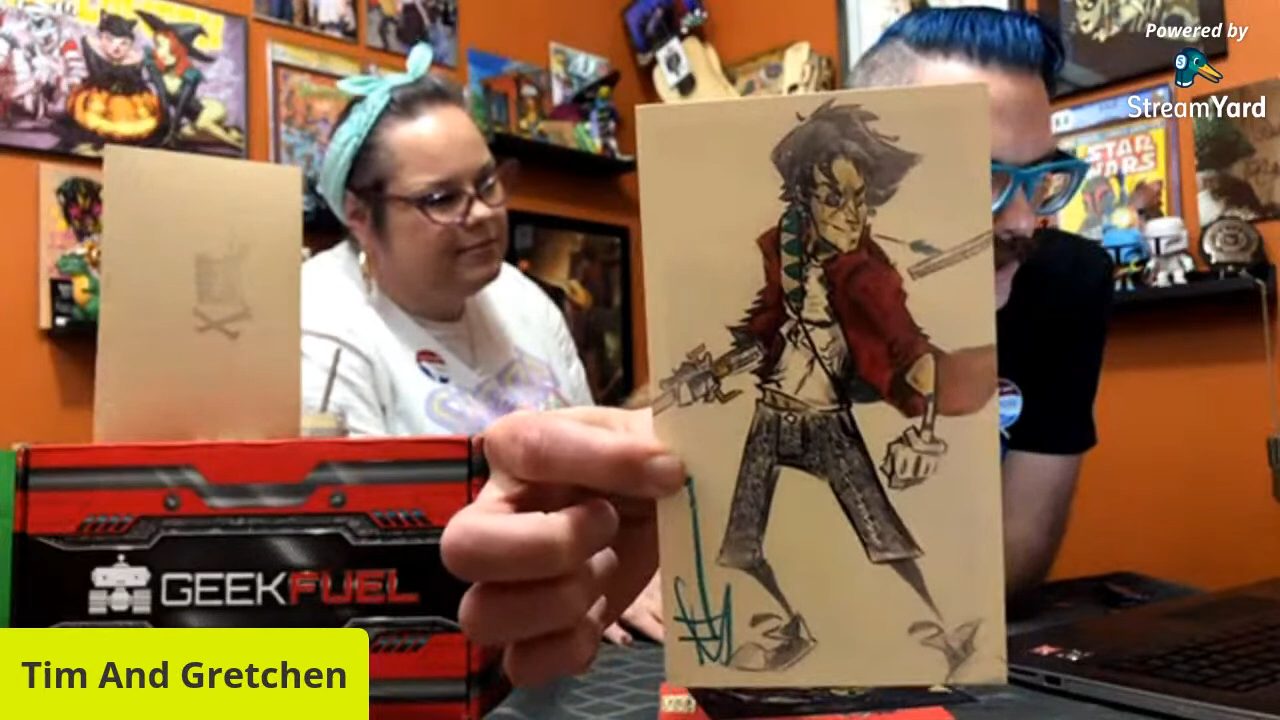 Powered by
StreamYard
STAR
WARS
GEEKFUEL
Tim And Gretchen